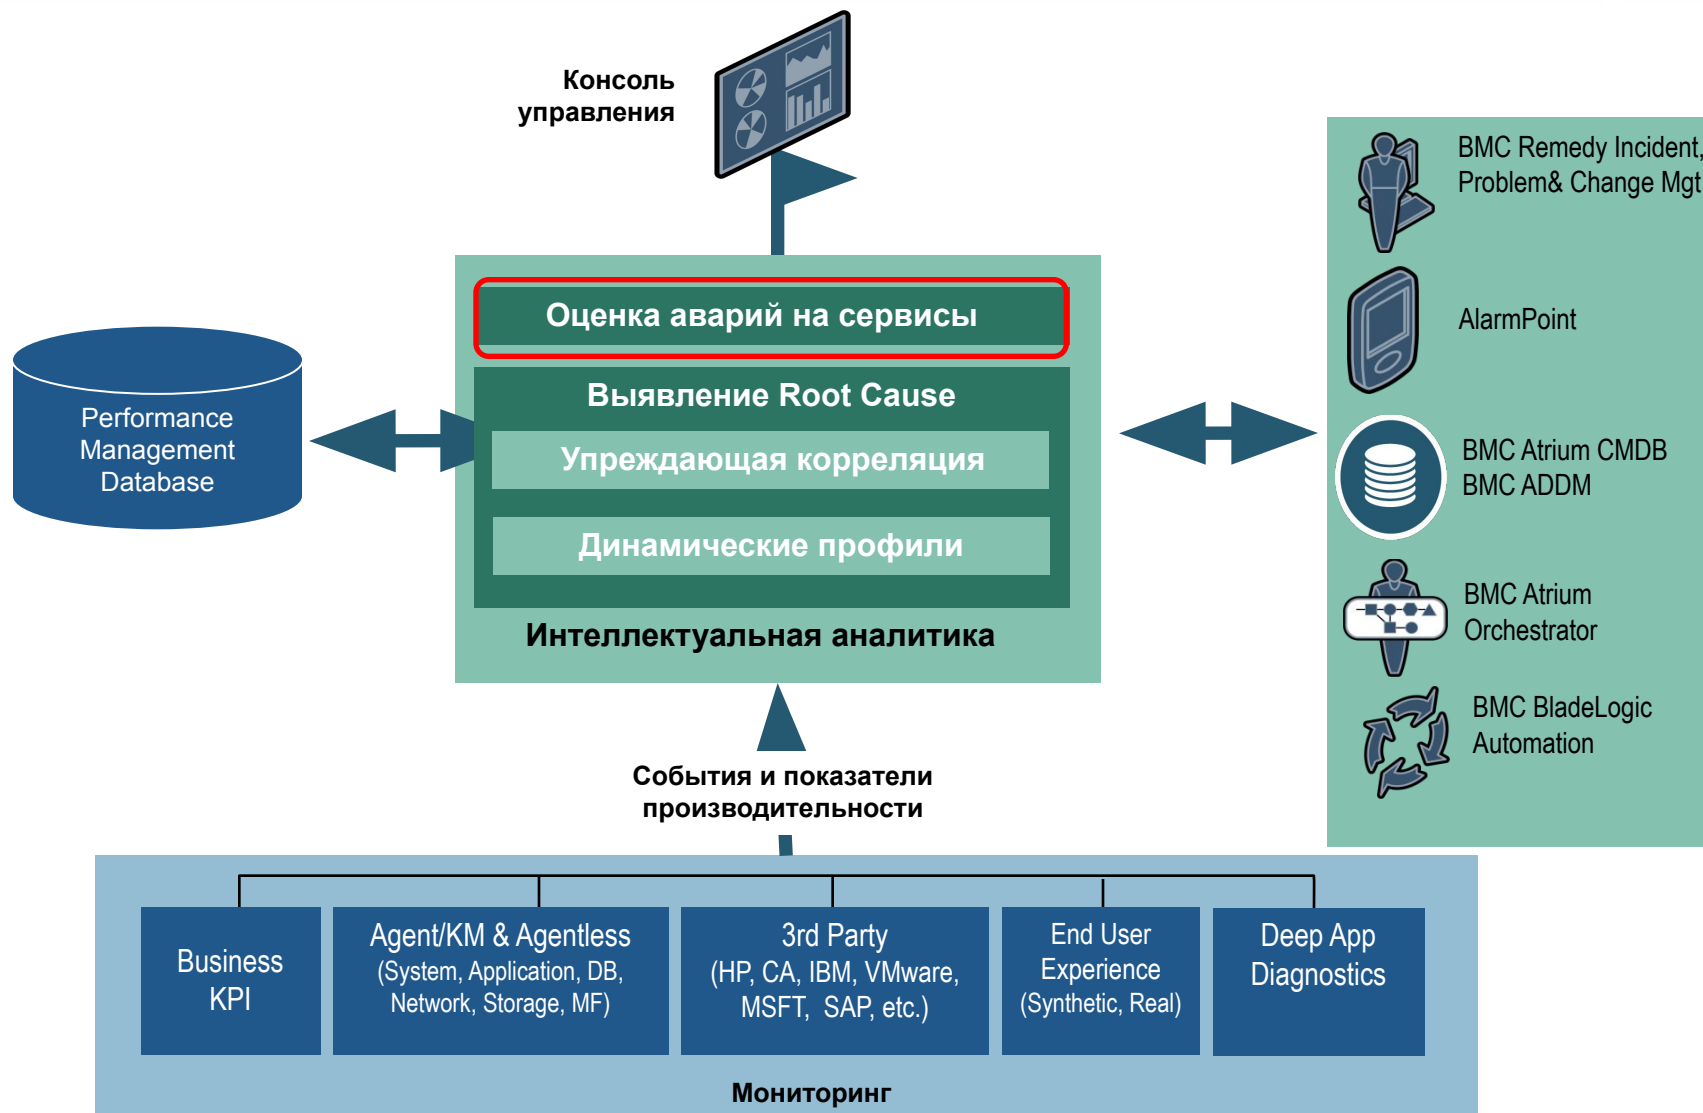 Консоль
управления
BMC Remedy Incident,
Problem& Change Mgt
AlarmPoint
BMC Atrium CMDB
BMC ADDM
BMC Atrium
Orchestrator
BMC BladeLogic
Automation
Оценка аварий на сервисы
Выявление Root Cause
Упреждающая корреляция
Динамические профили
Интеллектуальная аналитика
Performance
Management
Database
События и показатели
производительности
Business
KPI
Agent/KM & Agentless
(System, Application, DB,
Network, Storage, MF)
3rd Party
(HP, CA, IBM, VMware,
MSFT, SAP, etc.)
End User
Experience
(Synthetic, Real)
Deep App
Diagnostics
Мониторинг